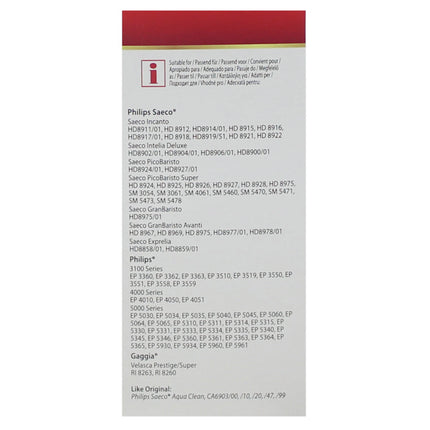 Suitable for / Passend für / Passend voor / Convient pour /
Apropiado para / Adequado para / Pasuje do / Megfelelő
as / Passer til / Passar till / Κατάλληλο για / Adatti per /
Подходит для / Vhodné pro / Adecvată pentru:
i
Philips Saeco*
Saeco Incanto
HD8911/01, HD 8912, HD8914/01, HD 8915, HD 8916,
HD8917/01, HD 8918, HD8919/51, HD 8921, HD 8922
Saeco Intelia Deluxe
HD8902/01, HD8904/01, HD8906/01, HD8900/01
Saeco PicoBaristo
HD8924/01, HD8927/01
Saeco PicoBaristo Super
HD 8924, HD 8925, HD 8926, HD 8927, HD 8928, HD 8975,
SM 3054, SM 3061, SM 4061, SM 5460, SM 5470, SM 5471,
SM 5473, SM 5478
Saeco GranBaristo
HD8975/01
Saeco GranBaristo Avanti
HD 8967, HD 8969, HD 8975, HD8977/01, HD8978/01
Saeco Exprelia
HD8858/01, HD8859/01
Philips*
3100 Series
EP 3360, EP 3362, EP 3363, EP 3510, EP 3519, EP 3550, EP
3551, EP 3558, EP 3559
4000 Series
EP 4010, EP 4050, EP 4051
5000 Series
EP 5030, EP 5034, EP 5035, EP 5040, EP 5045, EP 5060, EP
5064, EP 5065, EP 5310, EP 5311, EP 5314, EP 5315, EP
5330, EP 5331, EP 5333, EP 5334, EP 5335, EP 5340, EP
5345, EP 5346, EP 5360, EP 5361, EP 5363, EP 5364, EP
5365, EP 5930, EP 5934, EP 5960, EP 5961
Gaggia*
Velasca Prestige/Super
RI 8263, RI 8260
Like Original:
Philips Saeco* Aqua Clean, CA6903/00, /10, /20, /47, /99